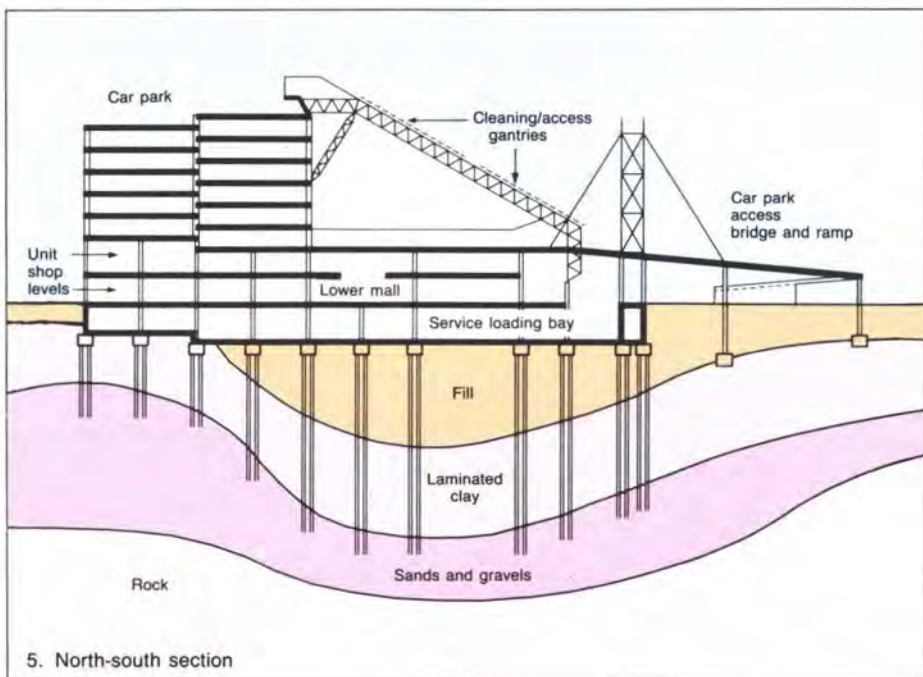 Car park
Cleaning/access
gantries
Car park
access
bridge and ramp
Unit
shop
levels
Lower mall
Service loading bay
Fill
Laminated
clay
Sands and gravels
Rock
5. North-south section